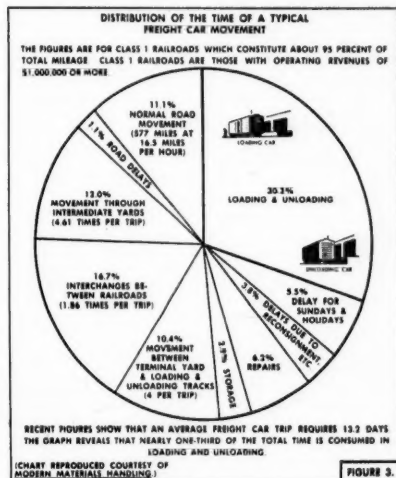 DISTRIBUTION OF THE TIME OF A TYPICAL
FREIGHT CAR MOVEMENT
THE FIGURES ARE FOR CLASS 1 RAILROADS WHICH CONSTITUTE ABOUT 95 PERCENT OF
TOTAL MILEAGE CLASS 1 RAILROADS ARE THOSE WITH OPERATING REVENUES OF
$1,000,000 OR MORE.
11.1%
NORMAL ROAD
MOVEMENT
(577 MILES AT
16.5 MILES
PER HOUR)
LOADING CAR
30.3%
LOADING & UNLOADING
UNLOADING CAR
1.1% ROAD DELAYS
12.0%
MOVEMENT THROUGH
INTERMEDIATE YARDS
(4.61 TIMES PER TRIP)
16.7%
INTERCHANGES BE-
TWEEN RAILROADS
(1.86 TIMES PER TRIP)
10.4%
MOVEMENT
BETWEEN
TERMINAL YARD
& LOADING &
UNLOADING TRACKS
(4 PER TRIP)
2.9% STORAGE
6.2%
REPAIRS
3.8% DELAYS DUE TO
RECONSIGNMENT,
ETC
5.5%
DELAY FOR
SUNDAYS &
HOLIDAYS
RECENT FIGURES SHOW THAT AN AVERAGE FREIGHT CAR TRIP REQUIRES 13.2 DAYS
THE GRAPH REVEALS THAT NEARLY ONE-THIRD OF THE TOTAL TIME IS CONSUMED IN
LOADING AND UNLOADING.
(CHART REPRODUCED COURTESY OF
MODERN MATERIALS HANDLING.)
FIGURE 3.